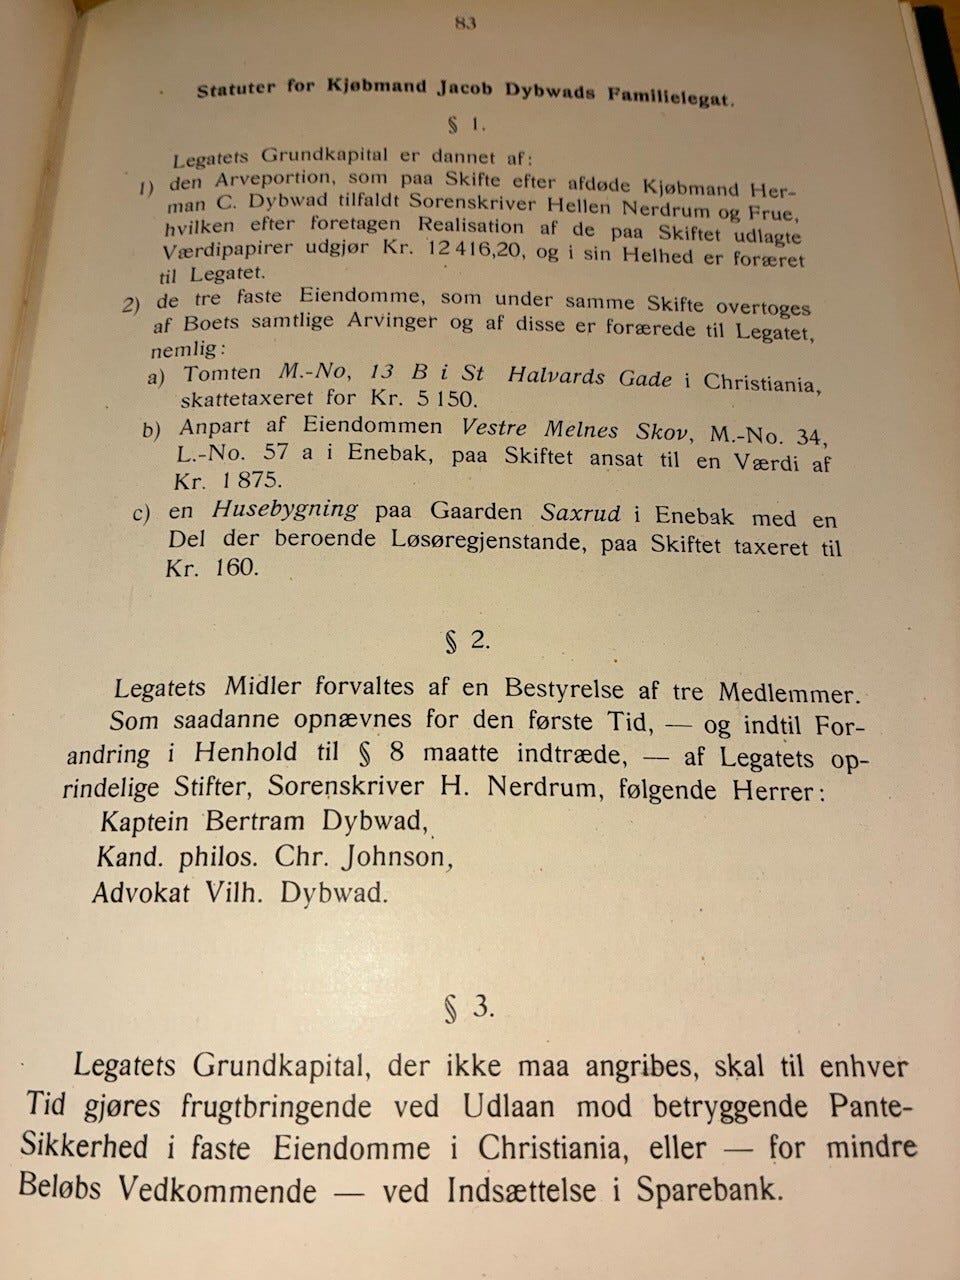 83
Statuter for Kjøbmand Jacob Dybwads Familielegat.
§ 1.
Legatets Grundkapital er dannet af:
1) den Arveportion, som paa Skifte efter afdøde Kjøbmand Her-
man C. Dybwad tilfaldt Sorenskriver Hellen Nerdrum og Frue,
hvilken efter foretagen Realisation af de paa Skiftet udlagte
Værdipapirer udgjør Kr. 12 416,20, og i sin Helhed er foræret
til Legatet.
2) de tre faste Eiendomme, som under samme Skifte overtoges
af Boets samtlige Arvinger og af disse er forærede til Legatet,
nemlig:
a) Tomten M.-No, 13 B i St Halvards Gade i Christiania,
skattetaxeret for Kr. 5 150.
b) Anpart af Eiendommen Vestre Melnes Skov, M.-No. 34,
L.-No. 57 a i Enebak, paa Skiftet ansat til en Værdi af
Kr. 1 875.
c) en Husebygning paa Gaarden Saxrud i Enebak med en
Del der beroende Løsøregjenstande, paa Skiftet taxeret til
Kr. 160.
§ 2.
Legatets Midler forvaltes af en Bestyrelse af tre Medlemmer.
Som saadanne opnævnes for den første Tid, — og indtil For-
andring i Henhold til § 8 maatte indtræde, — af Legatets op-
rindelige Stifter, Sorenskriver H. Nerdrum, følgende Herrer:
Kaptein Bertram Dybwad,
Kand. philos. Chr. Johnson,
Advokat Vilh. Dybwad.
§ 3.
Legatets Grundkapital, der ikke maa angribes, skal til enhver
Tid gjøres frugtbringende ved Udlaan mod betryggende Pante-
Sikkerhed i faste Eiendomme i Christiania, eller — for mindre
Beløbs Vedkommende — ved Indsættelse i Sparebank.